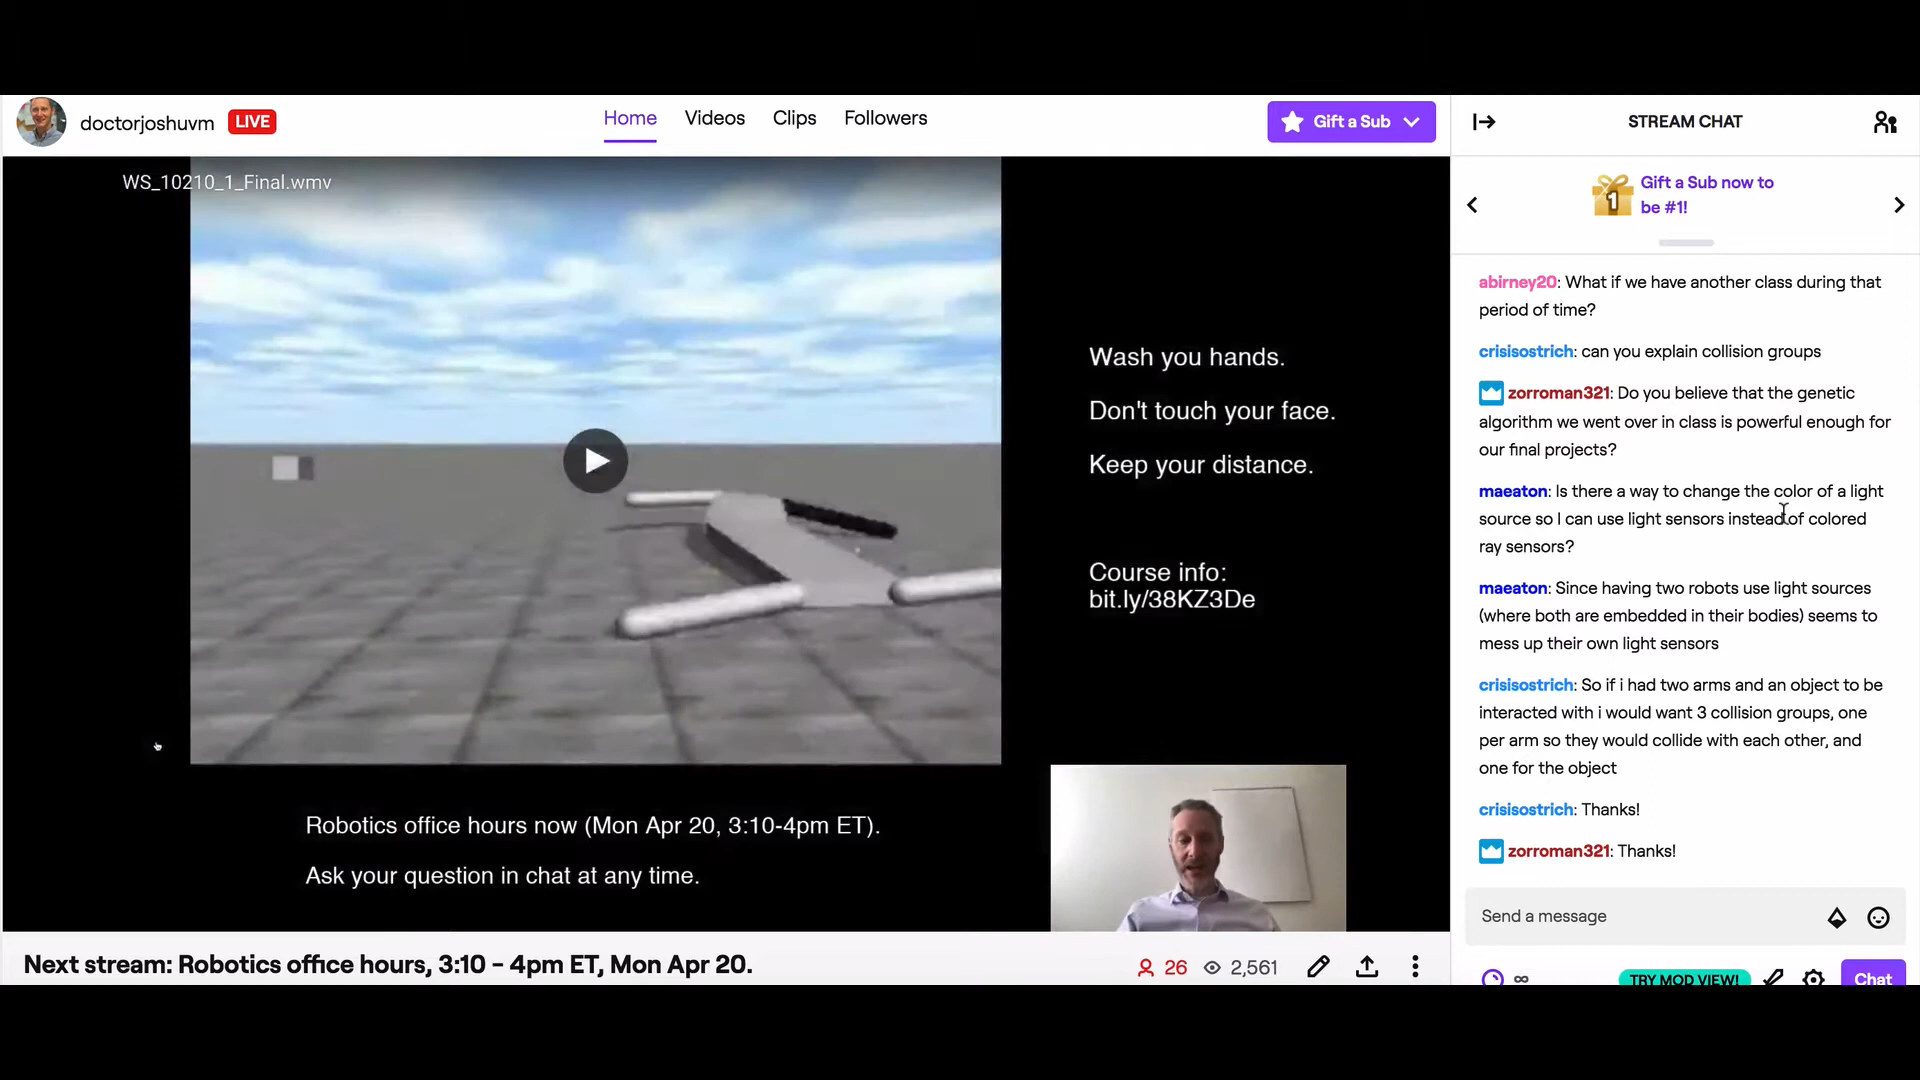 doctorjoshuvm LIVE
Home Videos Clips Followers
Gift a Sub
STREAM CHAT
1
Gift a Sub now to
be #1!
WS_10210_1_Final.wmv
Wash you hands.
Don't touch your face.
Keep your distance.
Course info:
bit.ly/38KZ3De
Robotics office hours now (Mon Apr 20, 3:10-4pm ET).
Ask your question in chat at any time.
Next stream: Robotics office hours, 3:10 - 4pm ET, Mon Apr 20.
26 2,561
abirney20: What if we have another class during that
period of time?
crisisostrich: can you explain collision groups
zorroman321: Do you believe that the genetic
algorithm we went over in class is powerful enough for
our final projects?
maeaton: Is there a way to change the color of a light
source so I can use light sensors instead of colored
ray sensors?
maeaton: Since having two robots use light sources
(where both are embedded in their bodies) seems to
mess up their own light sensors
crisisostrich: So if i had two arms and an object to be
interacted with i would want 3 collision groups, one
per arm so they would collide with each other, and
one for the object
crisisostrich: Thanks!
zorroman321: Thanks!
Send a message
∞ TRY MOD VIEW! Chat